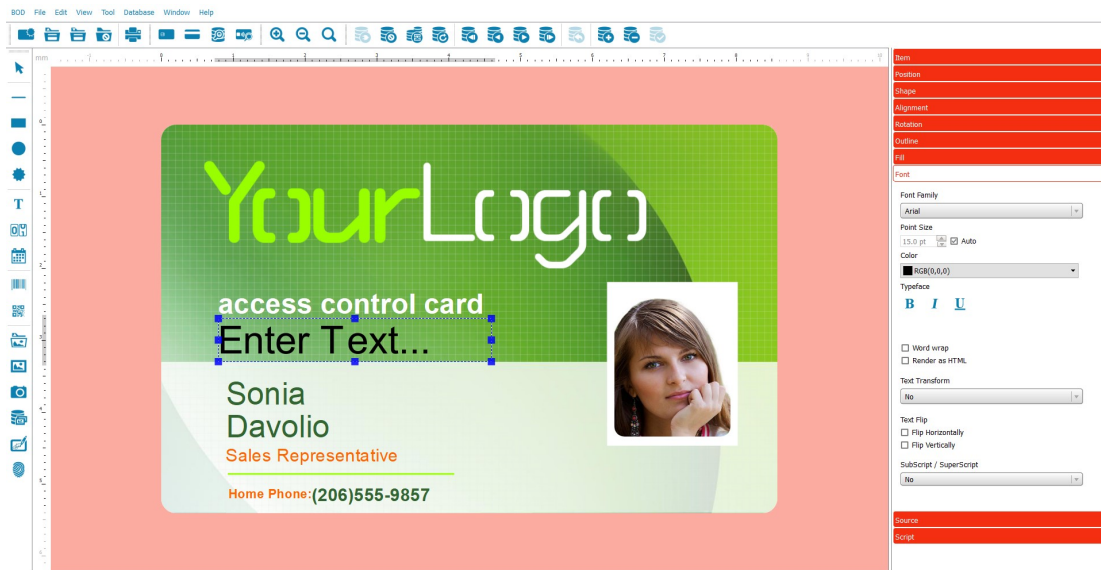 BOD File Edit View Tool Database Window Help
mm
Item
Position
Shape
Alignment
Rotation
Outline
Fill
Font
Font Family
Arial
Point Size
15,0 pt Auto
Color
RGB(0,0,0)
Typeface
B I U
Word wrap
Render as HTML
Text Transform
No
Text Flip
Flip Horizontally
Flip Vertically
SubScript / SuperScript
No
Source
Script
YourLogo
access control card
Enter Text...
Sonia
Davolio
Sales Representative
Home Phone:(206)555-9857